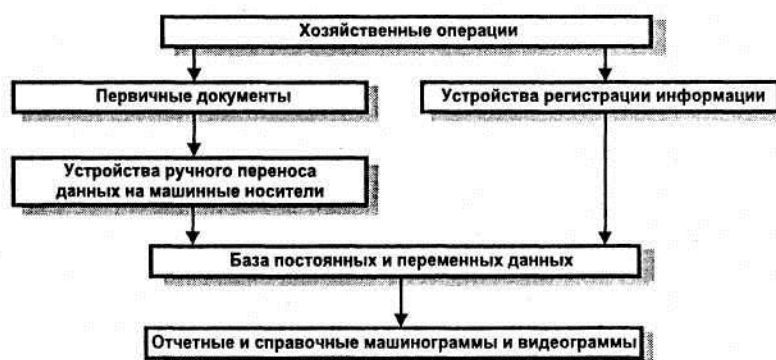 Хозяйственные операции
Первичные документы
Устройства регистрации информации
Устройства ручного переноса
данных на машинные носители
База постоянных и переменных данных
Отчетные и справочные машинограммы и видеограммы